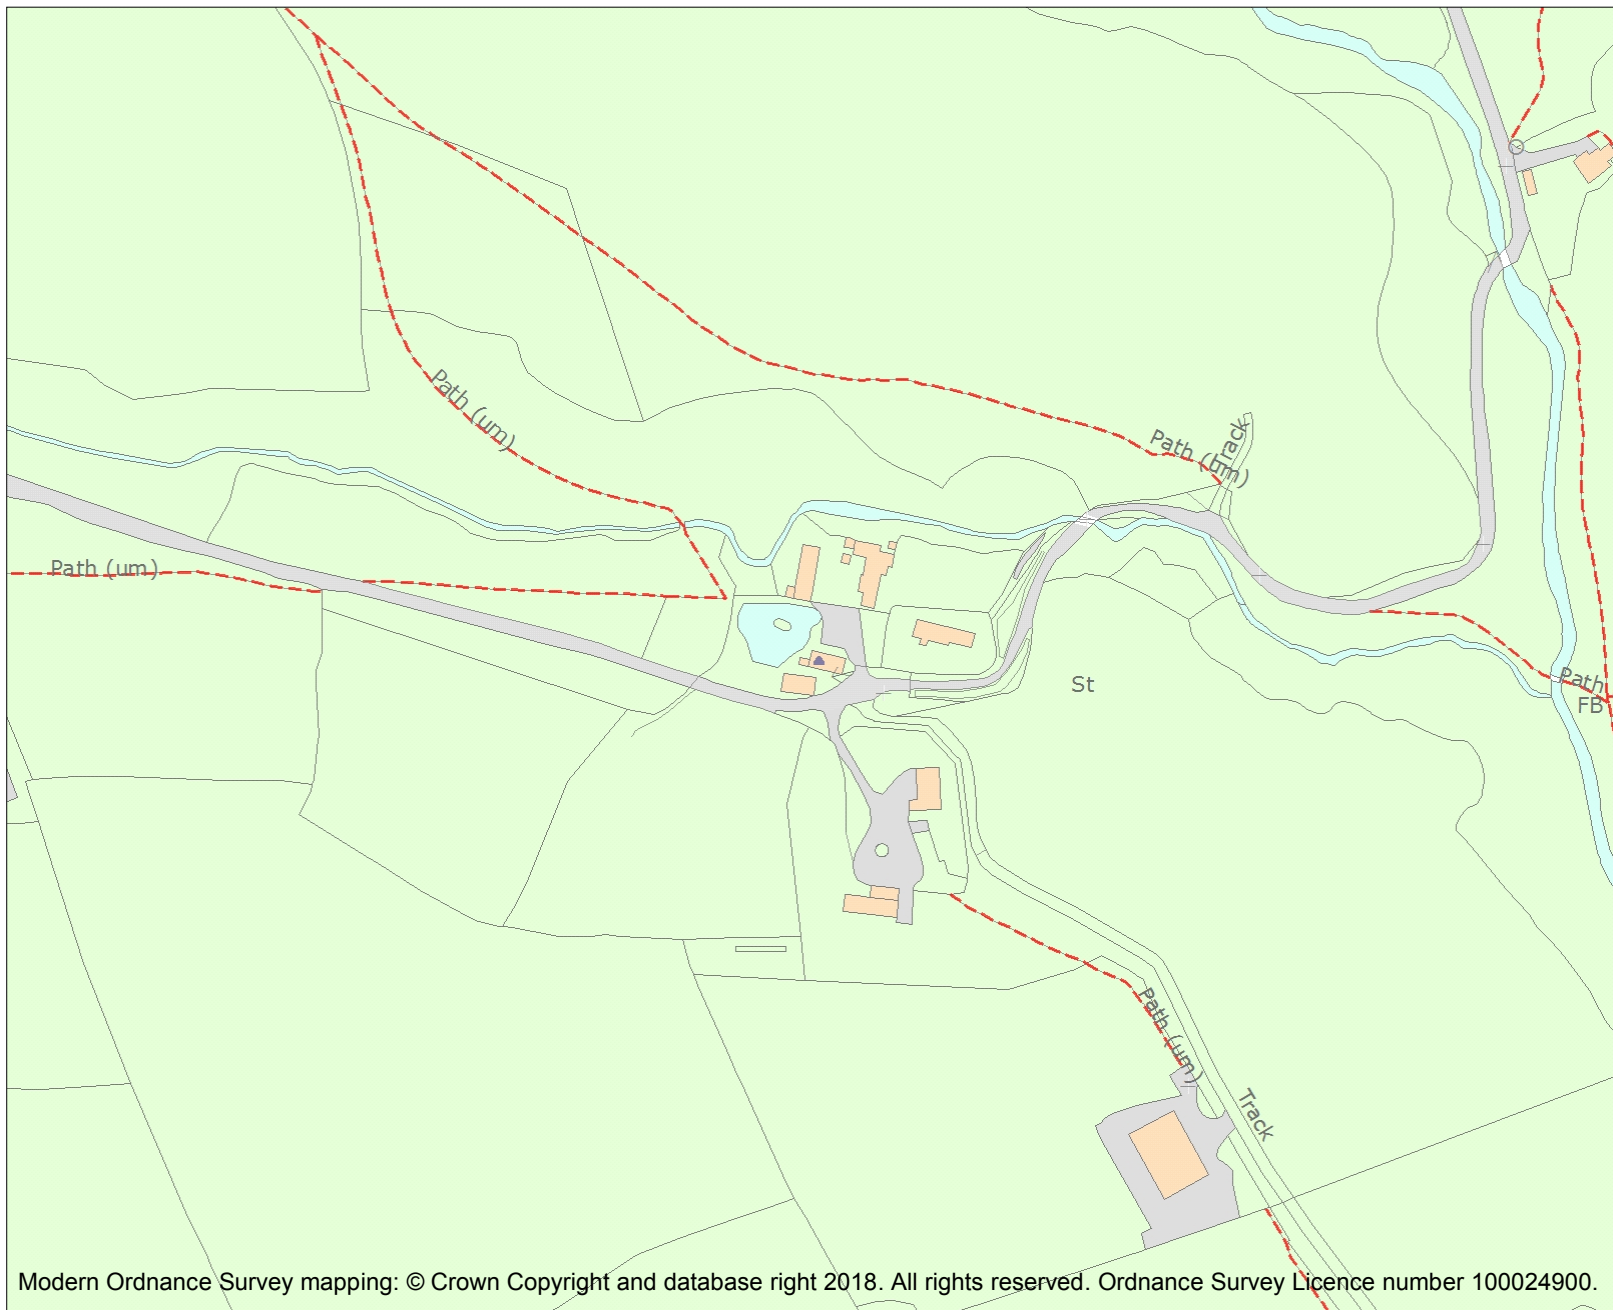 Path (um)
Path (um)
Track
Path (um)
Path
FB
St
Path (um)
Track
Modern Ordnance Survey mapping: © Crown Copyright and database right 2018. All rights reserved. Ordnance Survey Licence number 100024900.